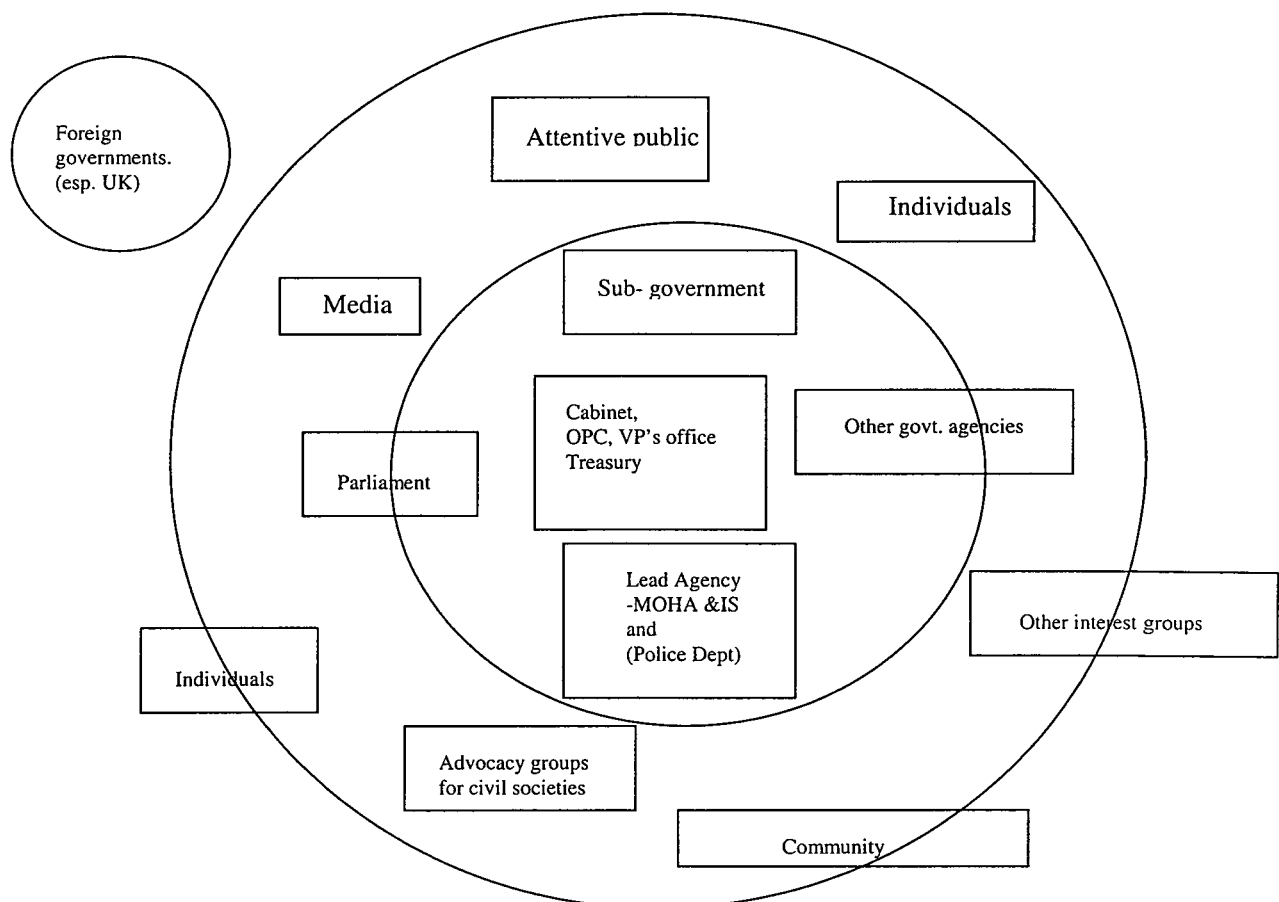 Foreign
governments.
(esp. UK)
Attentive public
Individuals
Sub- government
Media
Cabinet,
OPC, VP's office
Treasury
Other govt. agencies
Parliament
Lead Agency
-MOHA &IS
and
(Police Dept)
Other interest groups
Individuals
Advocacy groups
for civil societies
Community